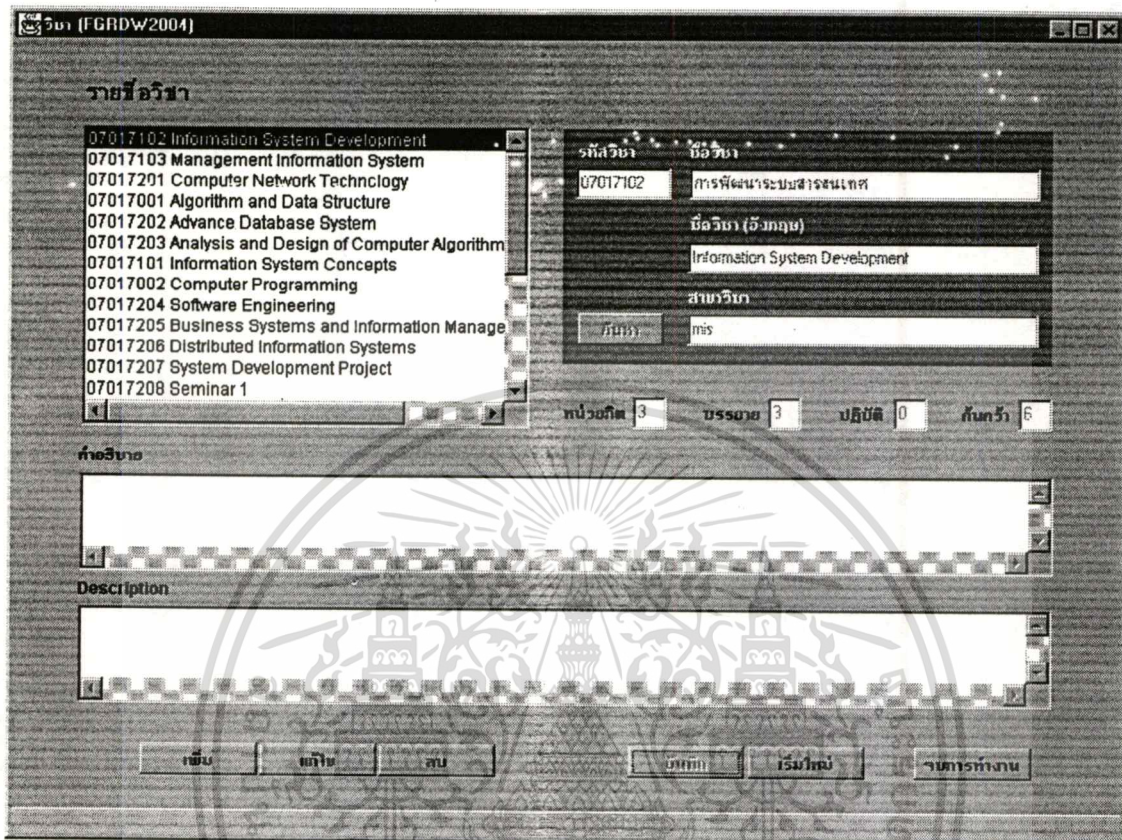 วิชา (FGRDW2004)
รายชื่อวิชา
07017102 Information System Development
07017103 Management Information System
07017201 Computer Network Technology
07017001 Algorithm and Data Structure
07017202 Advance Database System
07017203 Analysis and Design of Computer Algorithm
07017101 Information System Concepts
07017002 Computer Programming
07017204 Software Engineering
07017205 Business Systems and Information Manage
07017206 Distributed Information Systems
07017207 System Development Project
07017208 Seminar 1
รหัสวิชา ชื่อวิชา
07017102 การพัฒนาระบบสารสนเทศ
ชื่อวิชา (อังกฤษ)
Information System Development
สาขาวิชา
ค้นหา mis
หน่วยกิต 3 บรรยาย 3 ปฏิบัติ 0 ค้นคว้า 6
คำอธิบาย
Description
เพิ่ม แก้ไข ลบ บันทึก เริ่มใหม่ จบการทำงาน